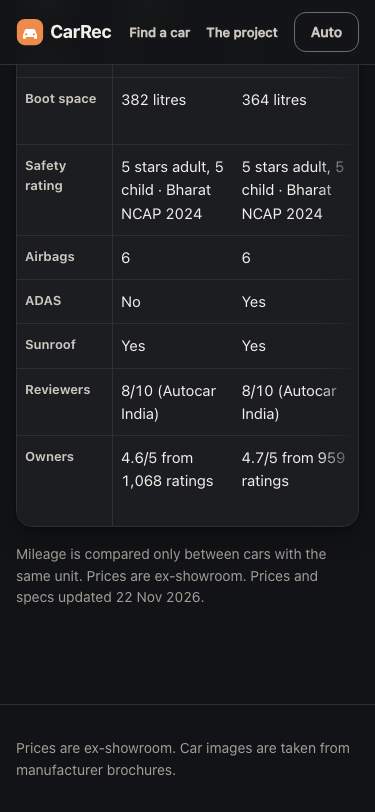 CarRec Find a car The project Auto
Boot space 382 litres 364 litres
Safety 5 stars adult, 5 5 stars adult, 5
rating child · Bharat child · Bharat
NCAP 2024 NCAP 2024
Airbags 6 6
ADAS No Yes
Sunroof Yes Yes
Reviewers 8/10 (Autocar 8/10 (Autocar
India) India)
Owners 4.6/5 from 4.7/5 from 959
1,068 ratings ratings
Mileage is compared only between cars with the
same unit. Prices are ex-showroom. Prices and
specs updated 22 Nov 2026.
Prices are ex-showroom. Car images are taken from
manufacturer brochures.